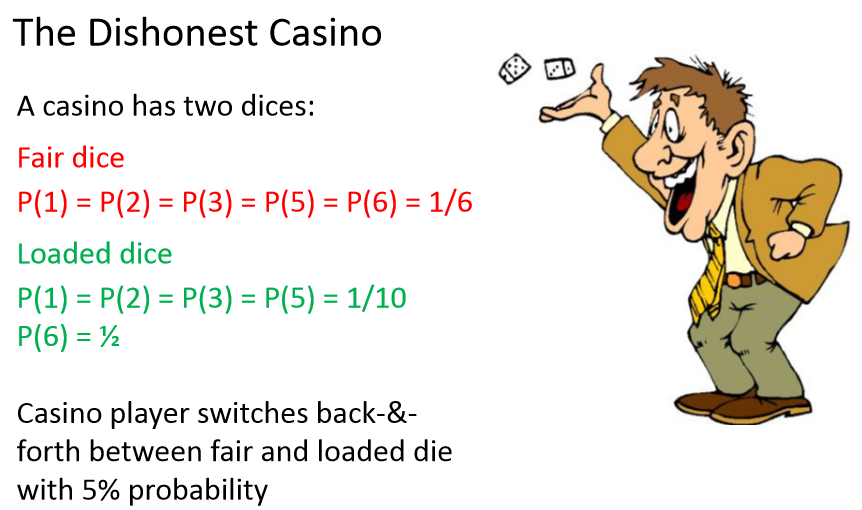 The Dishonest Casino
A casino has two dices:
Fair dice
P(1) = P(2) = P(3) = P(5) = P(6) = 1/6
Loaded dice
P(1) = P(2) = P(3) = P(5) = 1/10
P(6) = ½
Casino player switches back-&-
forth between fair and loaded die
with 5% probability